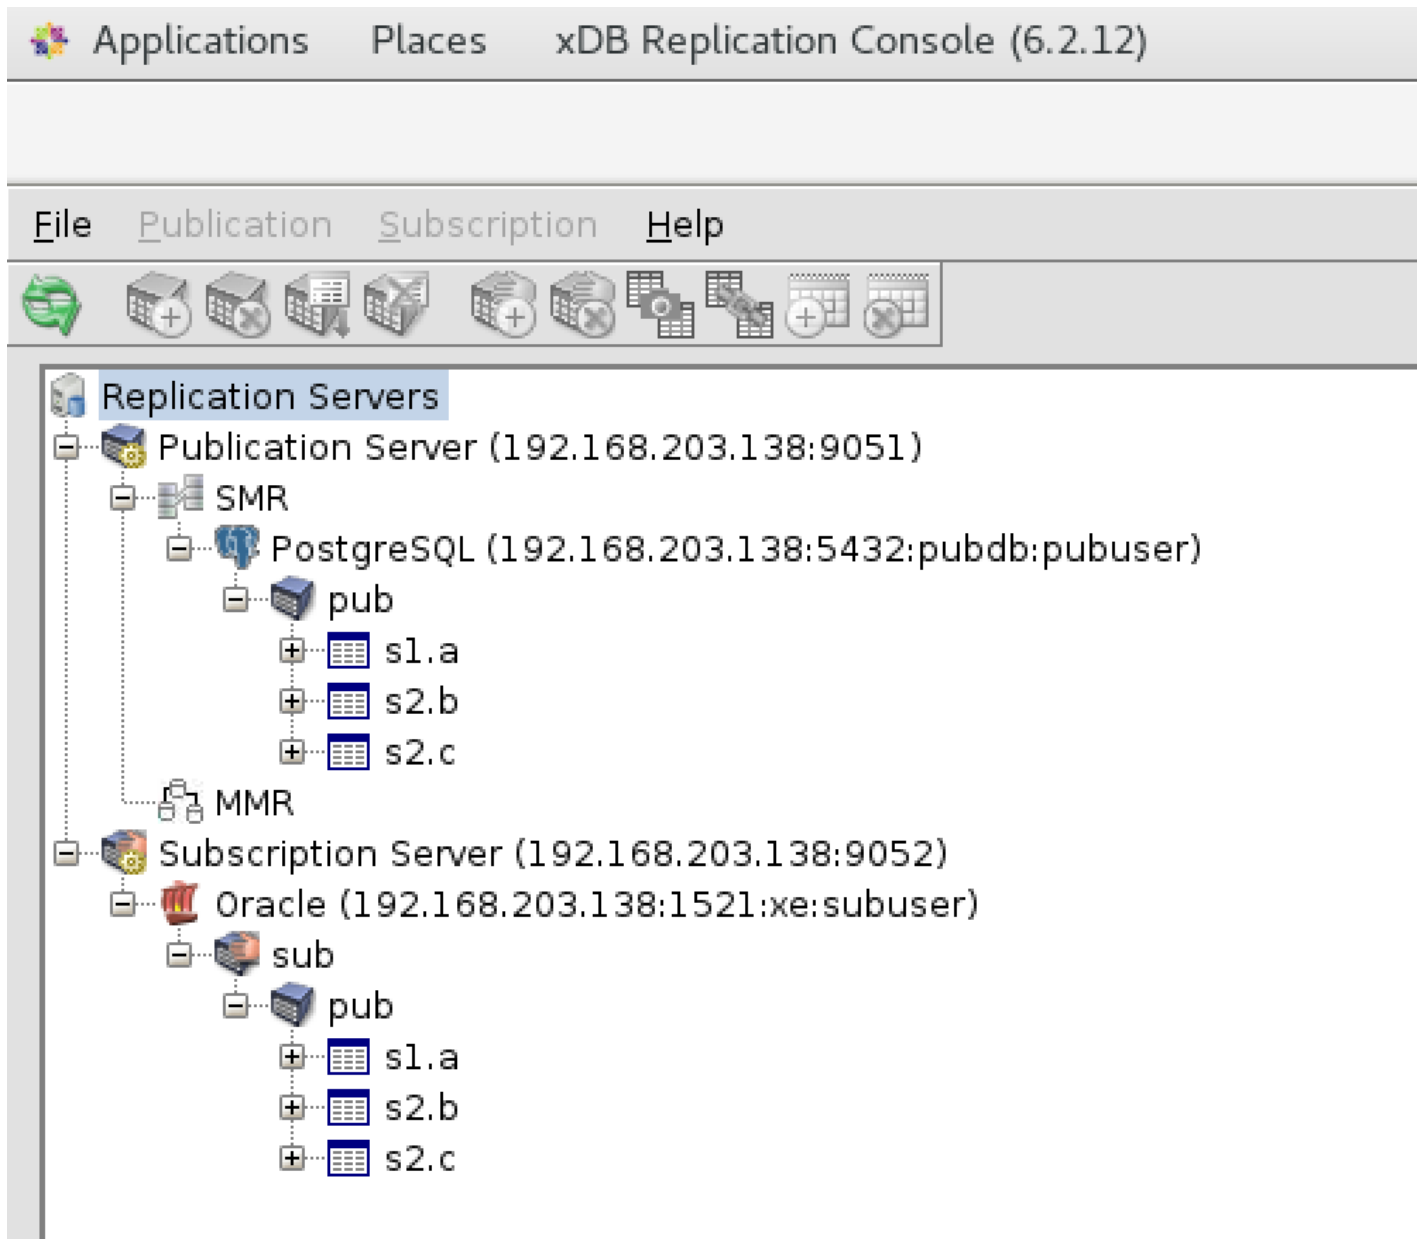 Applications Places xDB Replication Console (6.2.12)
File Publication Subscription Help
Replication Servers
Publication Server (192.168.203.138:9051)
SMR
PostgreSQL (192.168.203.138:5432:pubdb:pubuser)
pub
s1.a
s2.b
s2.c
MMR
Subscription Server (192.168.203.138:9052)
Oracle (192.168.203.138:1521:xe:subuser)
sub
pub
s1.a
s2.b
s2.c